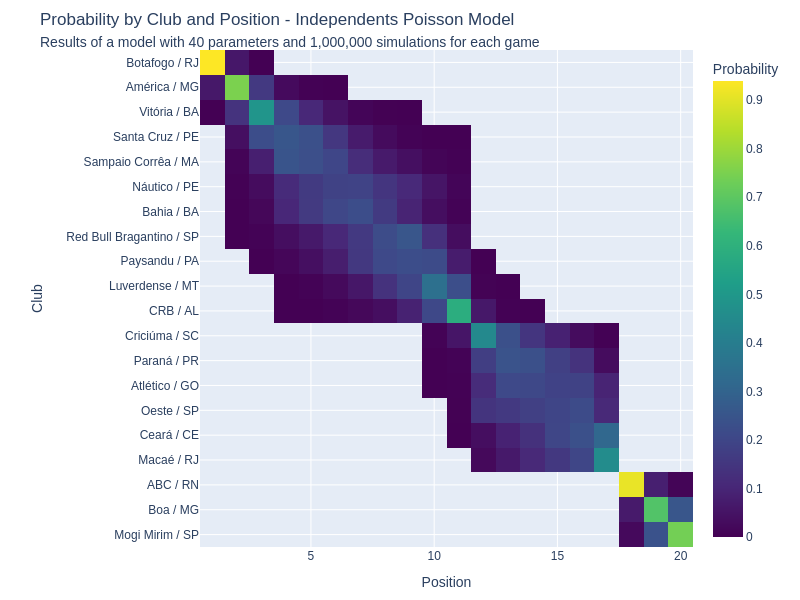 Probability by Club and Position - Independents Poisson Model
Results of a model with 40 parameters and 1,000,000 simulations for each game
Probability
Botafogo / RJ
América / MG
Vitória / BA
Santa Cruz / PE
Sampaio Corrêa / MA
Náutico / PE
Bahia / BA
Red Bull Bragantino / SP
Paysandu / PA
Luverdense / MT
CRB / AL
Criciúma / SC
Paraná / PR
Atlético / GO
Oeste / SP
Ceará / CE
Macaé / RJ
ABC / RN
Boa / MG
Mogi Mirim / SP
Club
5
10
15
20
Position
0.9
0.8
0.7
0.6
0.5
0.4
0.3
0.2
0.1
0